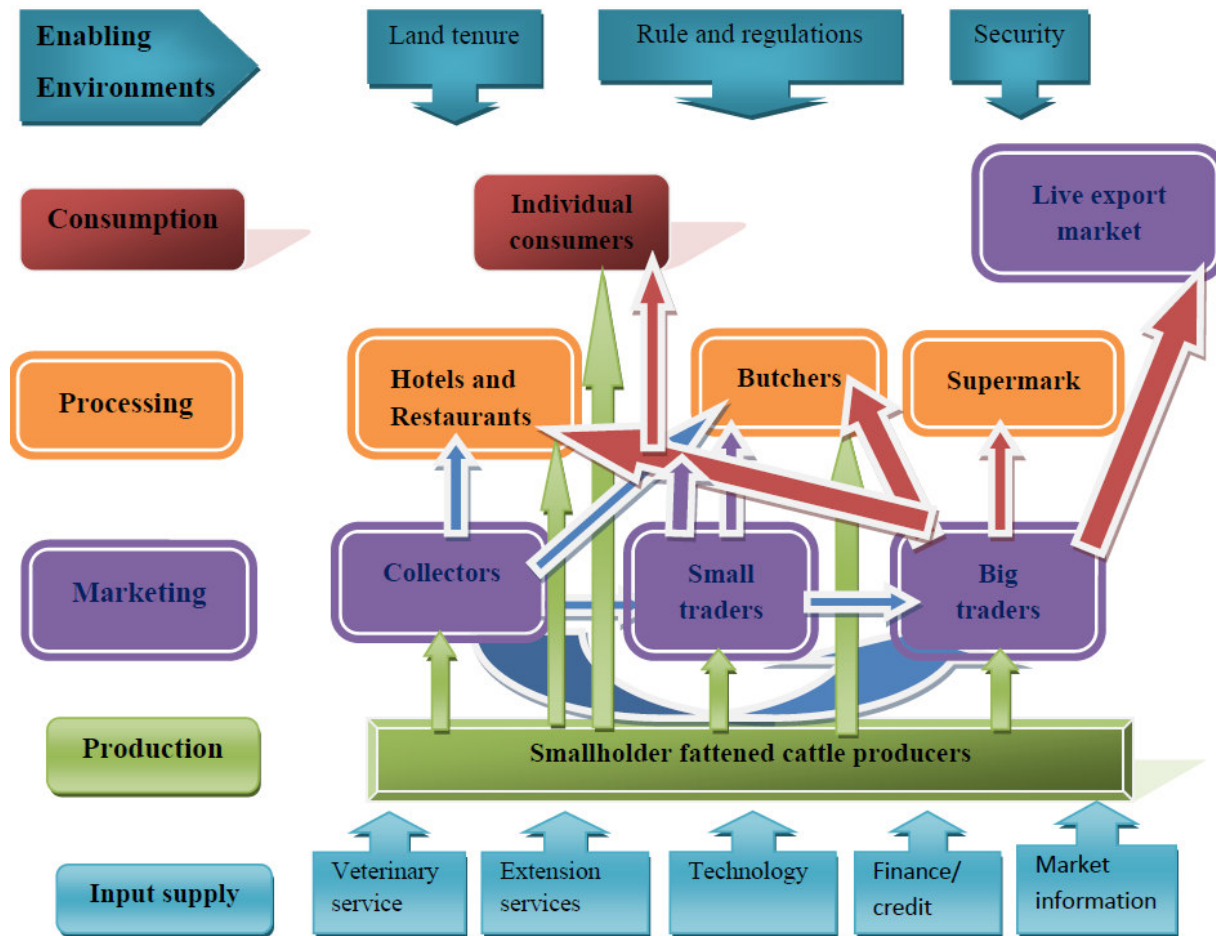 Enabling
Environments
Land tenure
Rule and regulations
Security
Consumption
Individual
consumers
Live export
market
Processing
Hotels and
Restaurants
Butchers
Supermark
Marketing
Collectors
Small
traders
Big
traders
Production
Smallholder fattened cattle producers
Input supply
Veterinary
service
Extension
services
Technology
Finance/
credit
Market
information